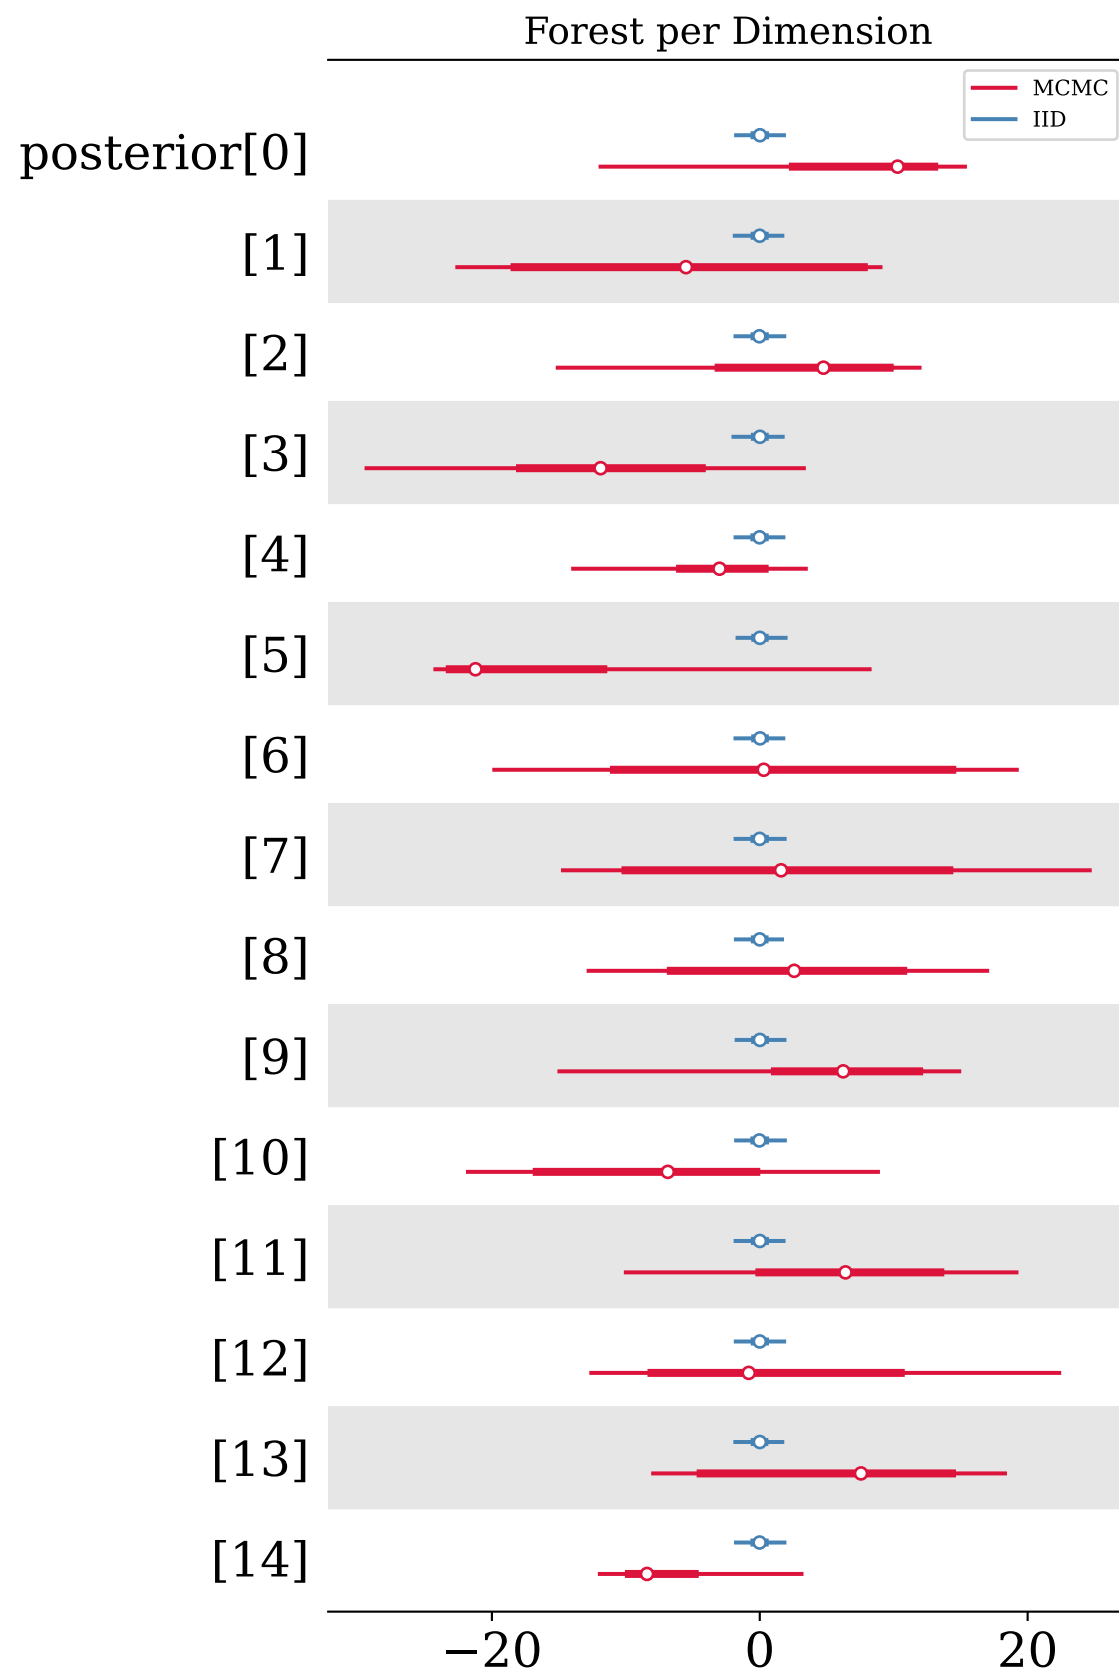 Forest per Dimension
MCMC
IID
posterior[0]
[1]
[2]
[3]
[4]
[5]
[6]
[7]
[8]
[9]
[10]
[11]
[12]
[13]
[14]
−20 0 20